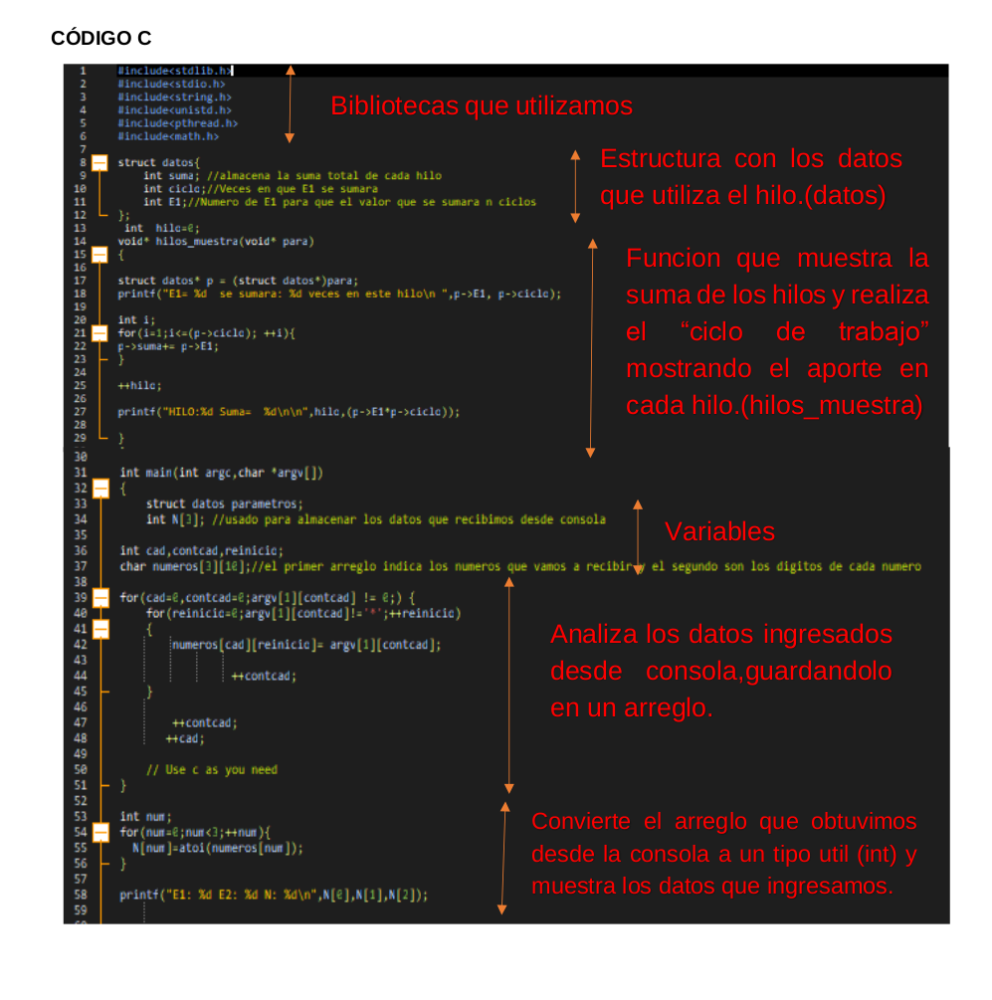 CÓDIGO C
1 #include<stdlib.h>
2 #include<stdio.h>
3 #include<string.h>
4 #include<unistd.h>
5 #include<pthread.h>
6 #include<math.h>
Bibliotecas que utilizamos
7
8 struct datos{
9 int suma; //almacena la suma total de cada hilo
10 int ciclo;//Veces en que E1 se sumara
11 int E1;//Numero de E1 para que el valor que se sumara n ciclos
12 };
Estructura con los datos
que utiliza el hilo.(datos)
13 int hilo=0;
14 void* hilos_muestra(void* para)
15 {
16
17 struct datos* p = (struct datos*)para;
18 printf("E1= %d  se sumara: %d veces en este hilo\n ",p->E1, p->ciclo);
19
20 int i;
21 for(i=1;i<=(p->ciclo); ++i){
22 p->suma+= p->E1;
23 }
24
25 ++hilo;
26
27 printf("HILO:%d Suma=  %d\n\n",hilo,(p->E1*p->ciclo));
28
29 }
Funcion que muestra la
suma de los hilos y realiza
el “ciclo de trabajo”
mostrando el aporte en
cada hilo.(hilos_muestra)
30
31 int main(int argc,char *argv[])
32 {
33 struct datos parametros;
34 int N[3]; //usado para almacenar los datos que recibimos desde consola
35
36 int cad,contcad,reinicio;
37 char numeros[3][10];//el primer arreglo indica los numeros que vamos a recibir y el segundo son los digitos de cada numero
Variables
38
39 for(cad=0,contcad=0;argv[1][contcad] != 0;) {
40 for(reinicio=0;argv[1][contcad]!='*';++reinicio)
41 {
42 numeros[cad][reinicio]= argv[1][contcad];
43
44 ++contcad;
45 }
46
47 ++contcad;
48 ++cad;
49
50 // Use c as you need
51 }
Analiza los datos ingresados
desde consola,guardandolo
en un arreglo.
52
53 int num;
54 for(num=0;num<3;++num){
55 N[num]=atoi(numeros[num]);
56 }
57
58 printf("E1: %d E2: %d N: %d\n",N[0],N[1],N[2]);
59
Convierte el arreglo que obtuvimos
desde la consola a un tipo util (int) y
muestra los datos que ingresamos.